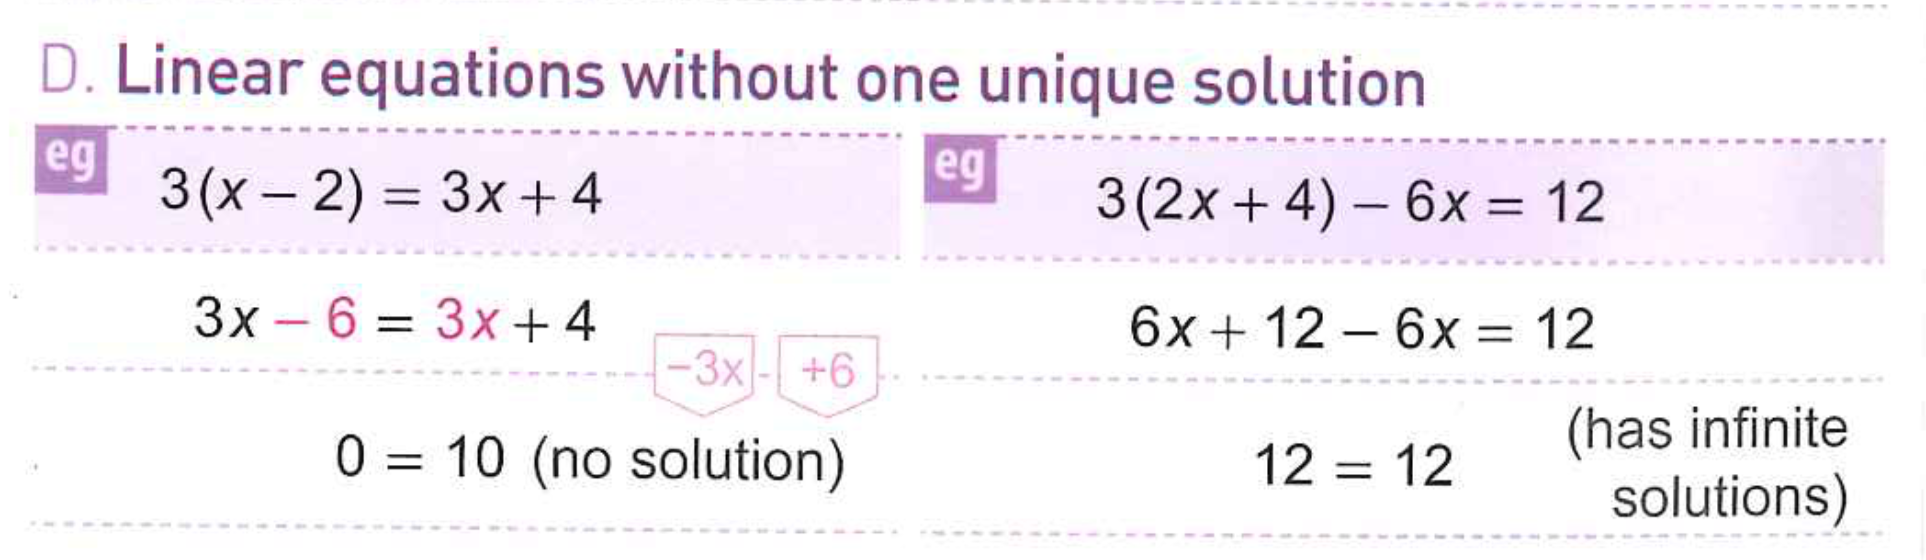 D. Linear equations without one unique solution
eg
3(x – 2) = 3x + 4
3x – 6 = 3x + 4
–3x +6
0 = 10 (no solution)
eg
3(2x + 4) – 6x = 12
6x + 12 – 6x = 12
12 = 12 (has infinite
solutions)